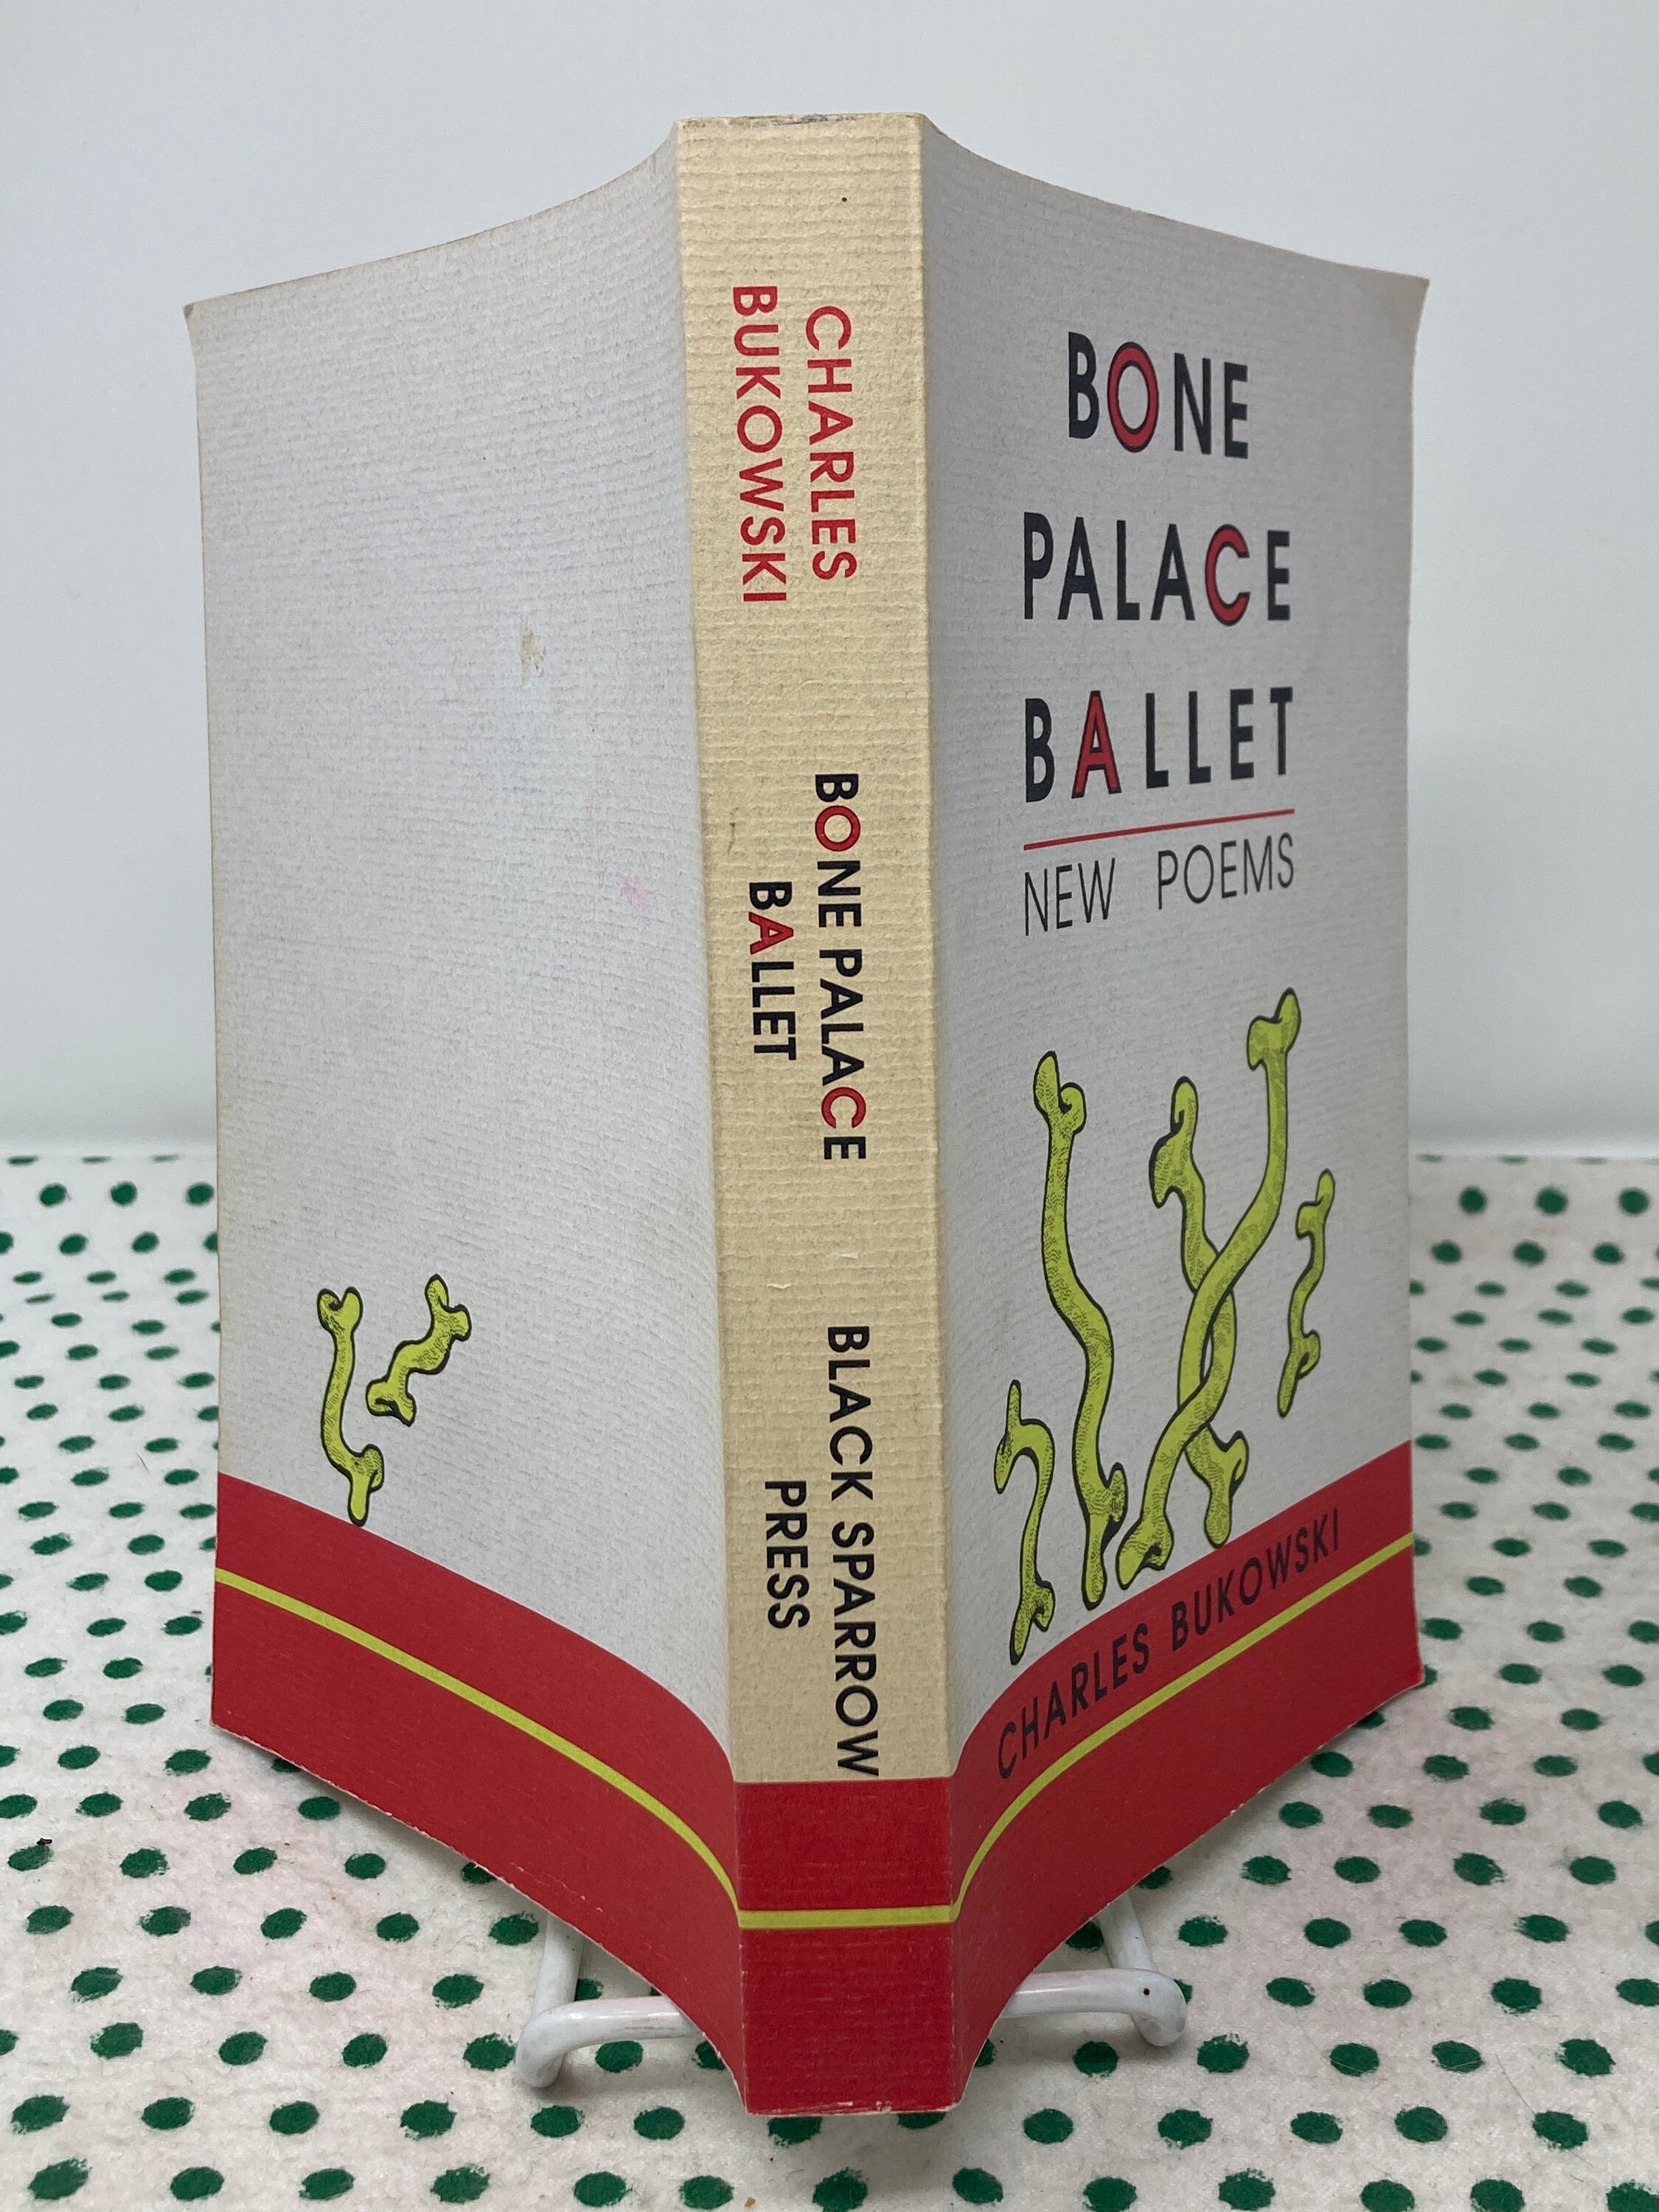 CHARLES
BUKOWSKI
BONE PALACE
BALLET
BLACK SPARROW
PRESS
BONE
PALACE
BALLET
NEW POEMS
CHARLES BUKOWSKI